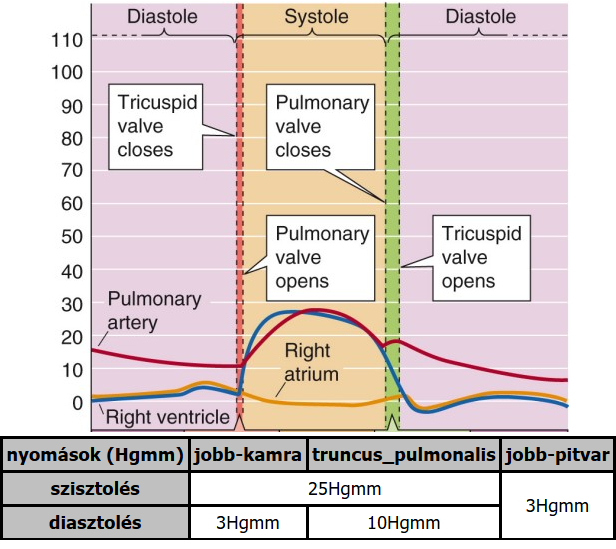 Diastole Systole Diastole
110
100
90
80
70
60
50
40
30
20
10
0
Tricuspid
valve
closes
Pulmonary
valve
closes
Pulmonary
valve
opens
Tricuspid
valve
opens
Pulmonary
artery
Right
atrium
Right ventricle
nyomások (Hgmm) jobb-kamra truncus_pulmonalis jobb-pitvar
szisztolés 25Hgmm 3Hgmm
diasztolés 3Hgmm 10Hgmm